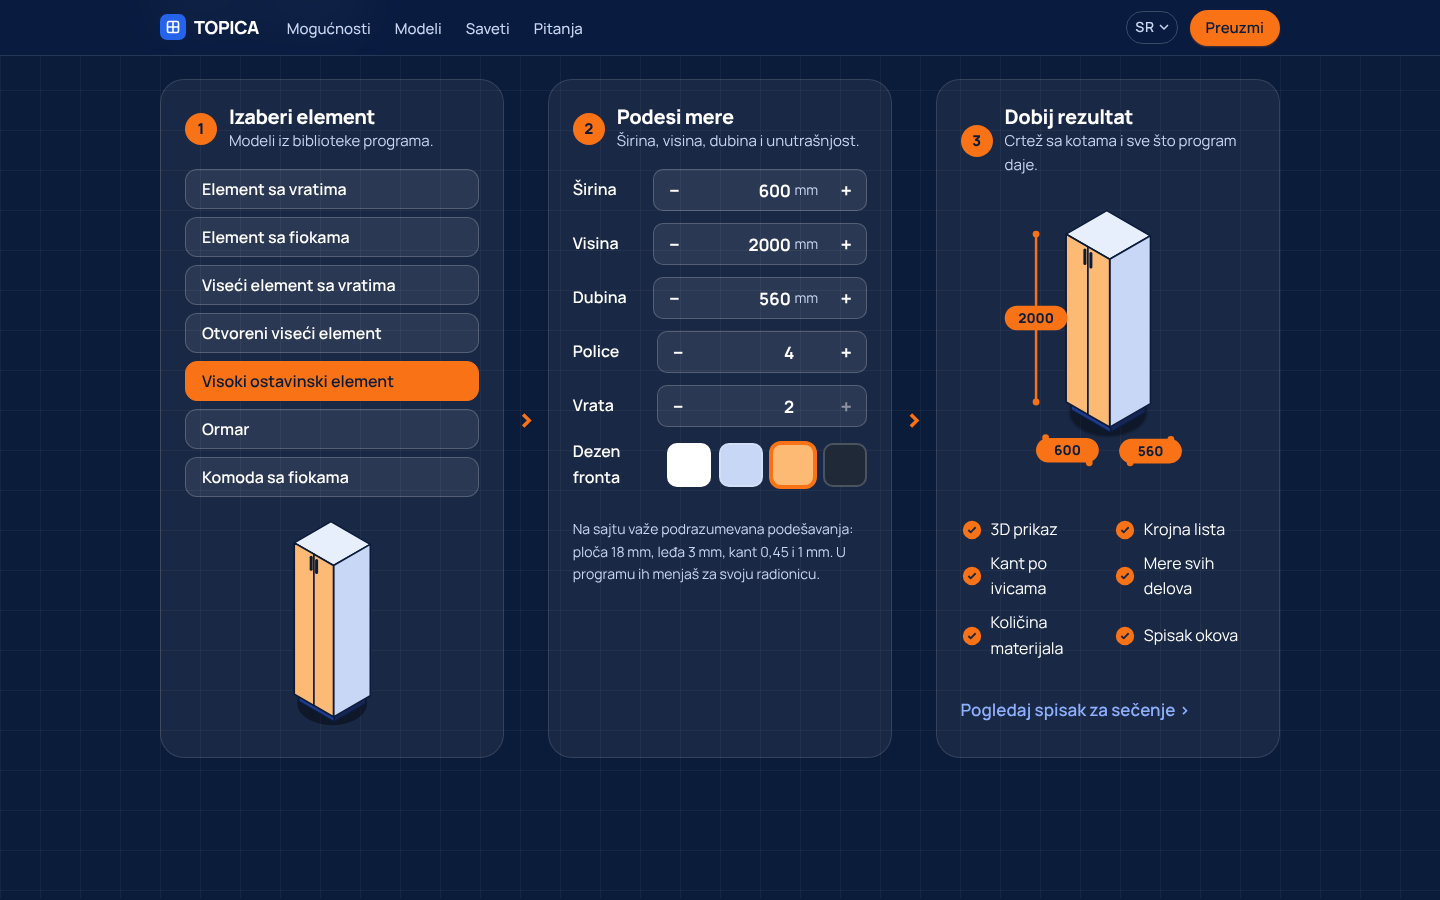 TOPICA
Mogućnosti
Modeli
Saveti
Pitanja
SR
Preuzmi
1
Izaberi element
Modeli iz biblioteke programa.
Element sa vratima
Element sa fiokama
Viseći element sa vratima
Otvoreni viseći element
Visoki ostavinski element
Ormar
Komoda sa fiokama
2
Podesi mere
Širina, visina, dubina i unutrašnjost.
Širina − 600 mm +
Visina − 2000 mm +
Dubina − 560 mm +
Police − 4 +
Vrata − 2 +
Dezen
fronta
Na sajtu važe podrazumevana podešavanja:
ploča 18 mm, leđa 3 mm, kant 0,45 i 1 mm. U
programu ih menjaš za svoju radionicu.
3
Dobij rezultat
Crtež sa kotama i sve što program
daje.
2000
600
560
3D prikaz
Krojna lista
Kant po
ivicama
Mere svih
delova
Količina
materijala
Spisak okova
Pogledaj spisak za sečenje ›